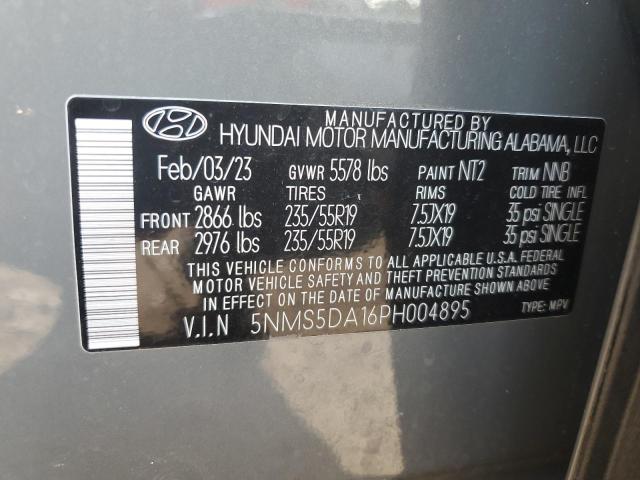 MANUFACTURED BY
HYUNDAI MOTOR MANUFACTURING ALABAMA, LLC
Feb/03/23 GVWR 5578 lbs PAINT NT2 TRIM NNB
GAWR TIRES RIMS COLD TIRE INFL
FRONT 2866 lbs 235/55R19 7.5JX19 35 psi SINGLE
REAR 2976 lbs 235/55R19 7.5JX19 35 psi SINGLE
THIS VEHICLE CONFORMS TO ALL APPLICABLE U.S.A. FEDERAL
MOTOR VEHICLE SAFETY AND THEFT PREVENTION STANDARDS
IN EFFECT ON THE DATE OF MANUFACTURE SHOWN ABOVE.
V.I.N 5NMS5DA16PH004895 TYPE: MPV